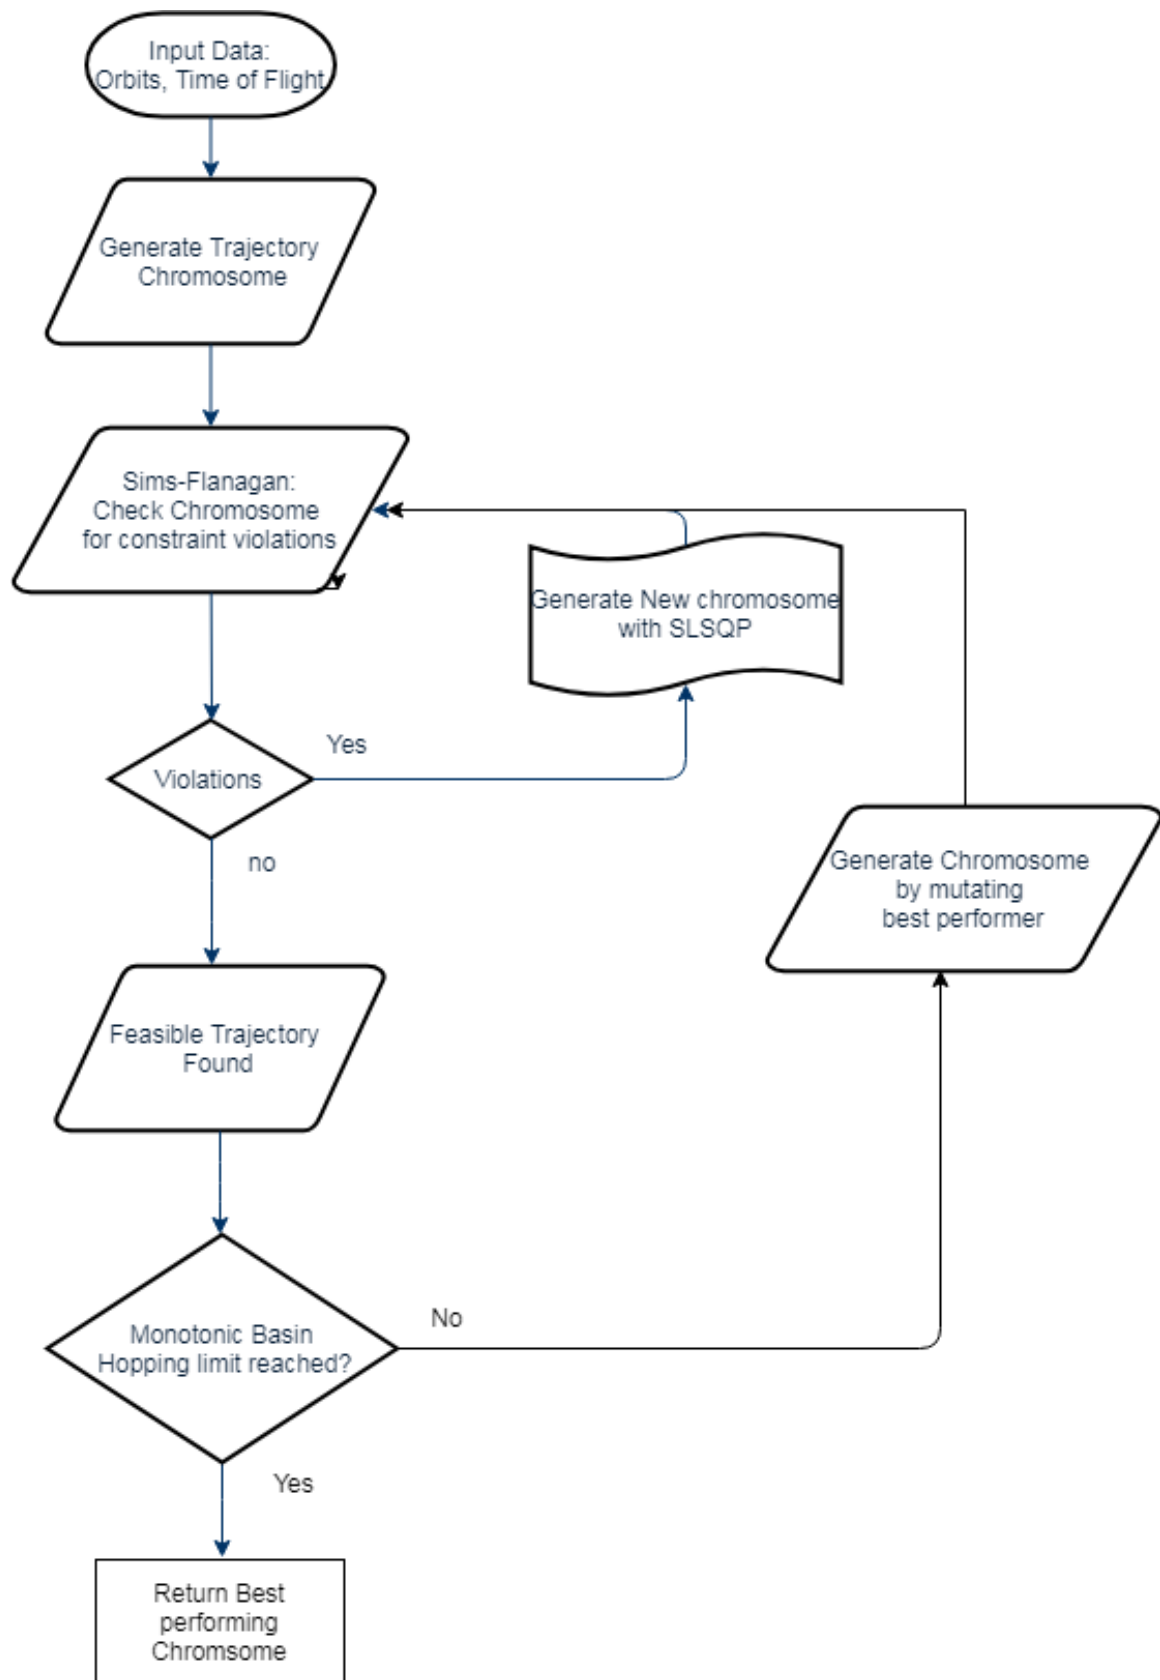 Input Data:
Orbits, Time of Flight
Generate Trajectory
Chromosome
Sims-Flanagan:
Check Chromosome
for constraint violations
Generate New chromosome
with SLSQP
Yes
Violations
no
Generate Chromosome
by mutating
best performer
Feasible Trajectory
Found
No
Monotonic Basin
Hopping limit reached?
Yes
Return Best
performing
Chromsome